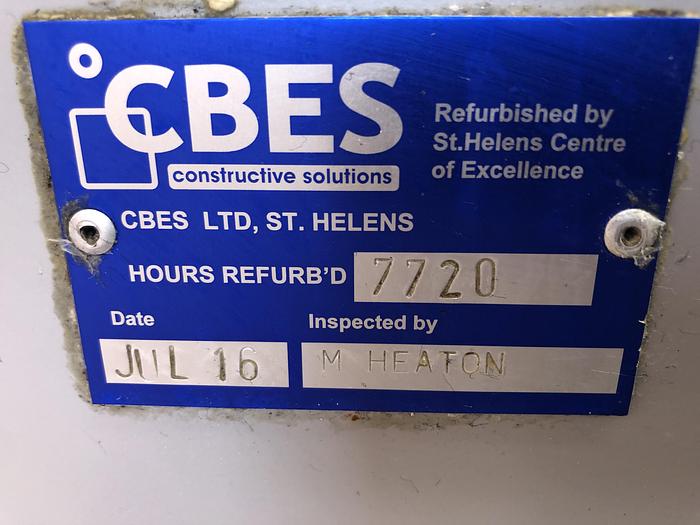 CBES
constructive solutions
Refurbished by
St.Helens Centre
of Excellence
CBES LTD, ST. HELENS
HOURS REFURB'D 7720
Date Inspected by
JUL 16 M HEATON